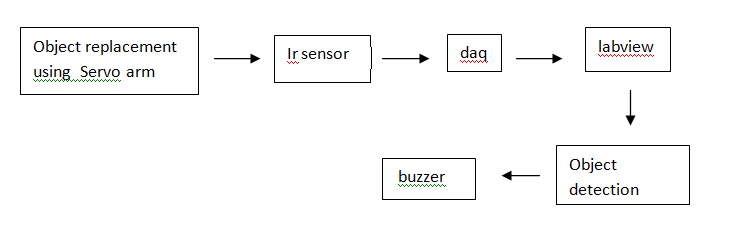 Object replacement
using Servo arm
Ir sensor
daq
labview
Object
detection
buzzer